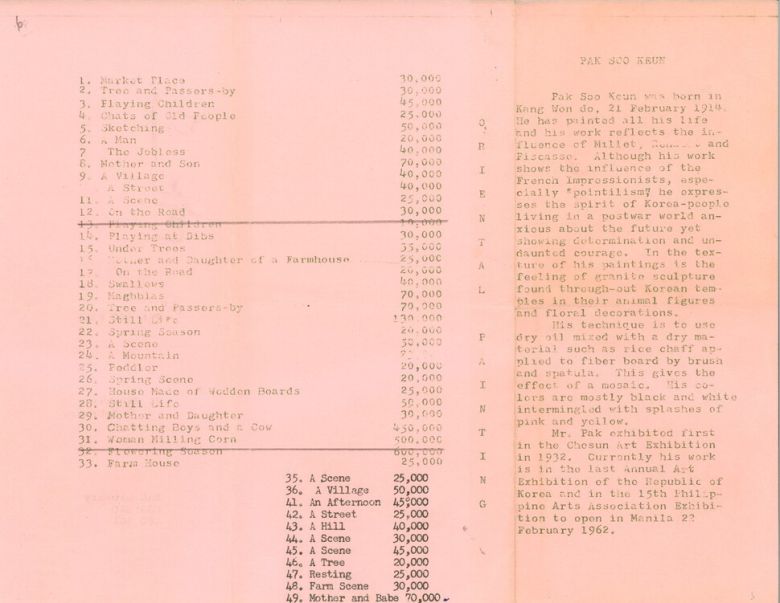 6
1. Market Place 30,000
2. Tree and Passers-by 30,000
3. Playing Children 45,000
4. Chats of Old People 25,000
5. Sketching 50,000
6. A Man 20,000
7 The Jobless 40,000
8. Mother and Son 70,000
9. A Village 40,000
A Street 40,000
11. A Scene 25,000
12. On the Road 30,000
13. Playing Children
14. Playing at Dibs 30,000
15. Under Trees 35,000
Mother and Daughter of a Farmhouse 25,000
17. On the Road 20,000
18. Swallows 40,000
19. Maghbias 70,000
20. Tree and Passers-by 70,000
21. Still Life 130,000
22. Spring Season 20,000
23. A Scene 50,000
24. A Mountain
25. Peddler 20,000
26. Spring Scene 20,000
27. House Made of Wodden Boards 25,000
28. Still Life 50,000
29. Mother and Daughter 30,000
30. Chatting Boys and a Cow 450,000
31. Woman Milling Corn 500,000
32. Flowering Season 600,000
33. Farm House 25,000
35. A Scene 25,000
36. A Village 50,000
41. An Afternoon 45,000
42. A Street 25,000
43. A Hill 40,000
44. A Scene 30,000
45. A Scene 45,000
46. A Tree 20,000
47. Resting 25,000
48. Farm Scene 30,000
49. Mother and Babe 70,000
O
R
I
E
N
T
A
L
P
A
I
N
T
I
N
G
PAK SOO KEUN
Pak Soo Keun was born in
Kang Won do, 21 February 1914.
He has painted all his life
and his work reflects the in-
fluence of Millet, and
Piscasso. Although his work
shows the influence of the
French Impressionists, espe-
cially "pointilism" he expres-
ses the spirit of Korea-people
living in a postwar world an-
xious about the future yet
showing determination and un-
daunted courage. In the tex-
ture of his paintings is the
feeling of granite sculpture
found through-out Korean tem-
ples in their animal figures
and floral decorations.
His technique is to use
dry oil mixed with a dry ma-
terial such as rice chaff ap-
plied to fiber board by brush
and spatula. This gives the
effect of a mosaic. His co-
lors are mostly black and white
intermingled with splashes of
pink and yellow.
Mr. Pak exhibited first
in the Chosun Art Exhibition
in 1932. Currently his work
is in the last Annual Art
Exhibition of the Republic of
Korea and in the 15th Philip-
pine Arts Association Exhibi-
tion to open in Manila 22
February 1962.